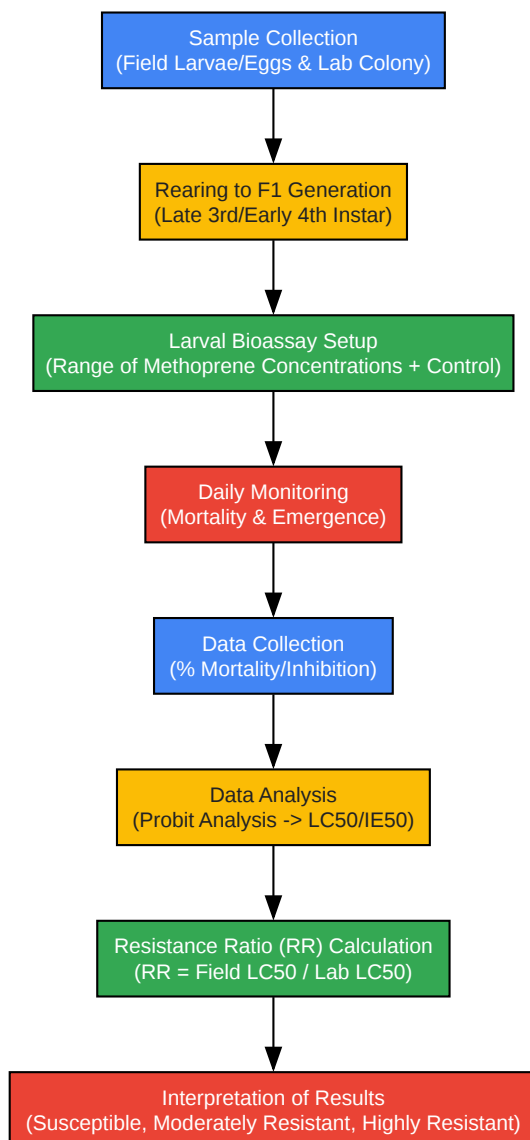 Sample Collection
(Field Larvae/Eggs & Lab Colony)
Rearing to F1 Generation
(Late 3rd/Early 4th Instar)
Larval Bioassay Setup
(Range of Methoprene Concentrations + Control)
Daily Monitoring
(Mortality & Emergence)
Data Collection
(% Mortality/Inhibition)
Data Analysis
(Probit Analysis -> LC50/IE50)
Resistance Ratio (RR) Calculation
(RR = Field LC50 / Lab LC50)
Interpretation of Results
(Susceptible, Moderately Resistant, Highly Resistant)